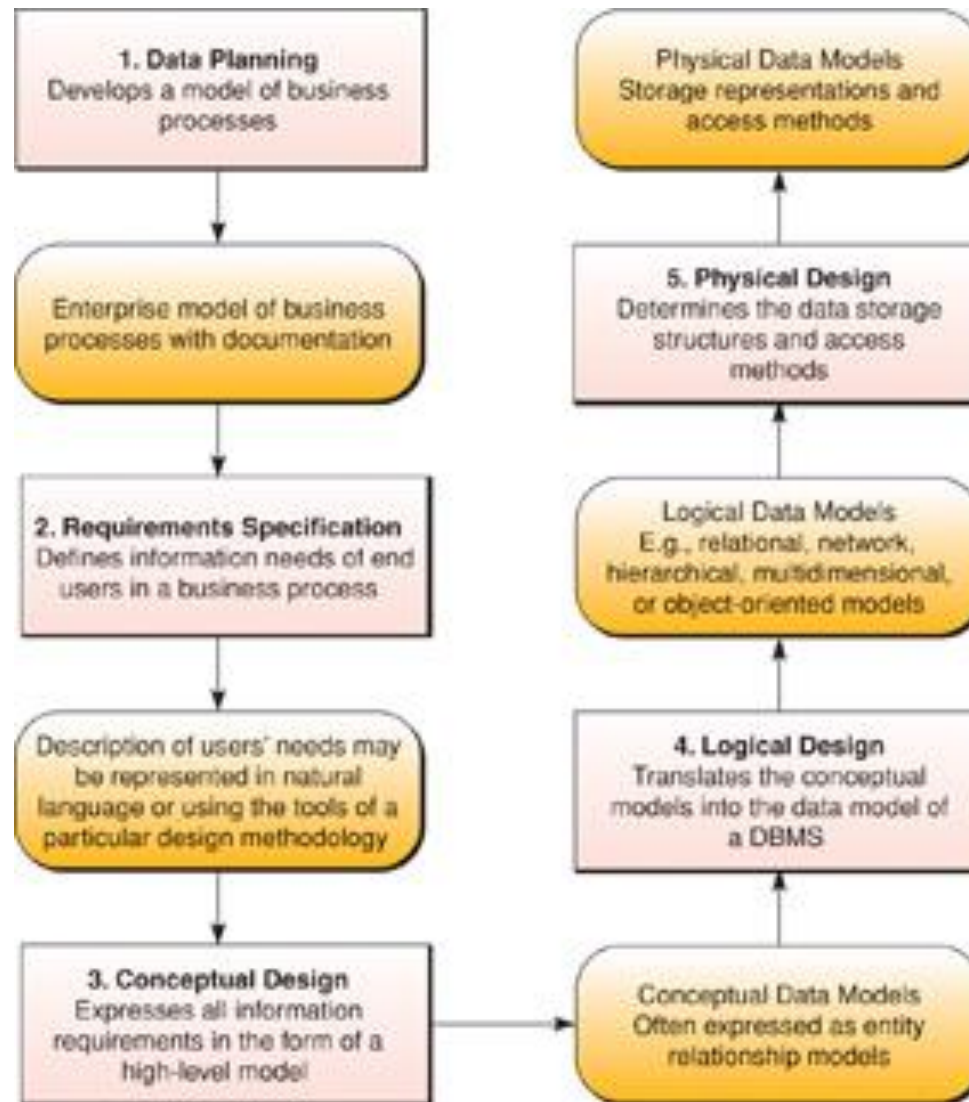 1. Data Planning
Develops a model of business
processes
Enterprise model of business
processes with documentation
2. Requirements Specification
Defines information needs of end
users in a business process
Description of users' needs may
be represented in natural
language or using the tools of a
particular design methodology
3. Conceptual Design
Expresses all information
requirements in the form of a
high-level model
Conceptual Data Models
Often expressed as entity
relationship models
4. Logical Design
Translates the conceptual
models into the data model of
a DBMS
Logical Data Models
E.g., relational, network,
hierarchical, multidimensional,
or object-oriented models
5. Physical Design
Determines the data storage
structures and access
methods
Physical Data Models
Storage representations and
access methods